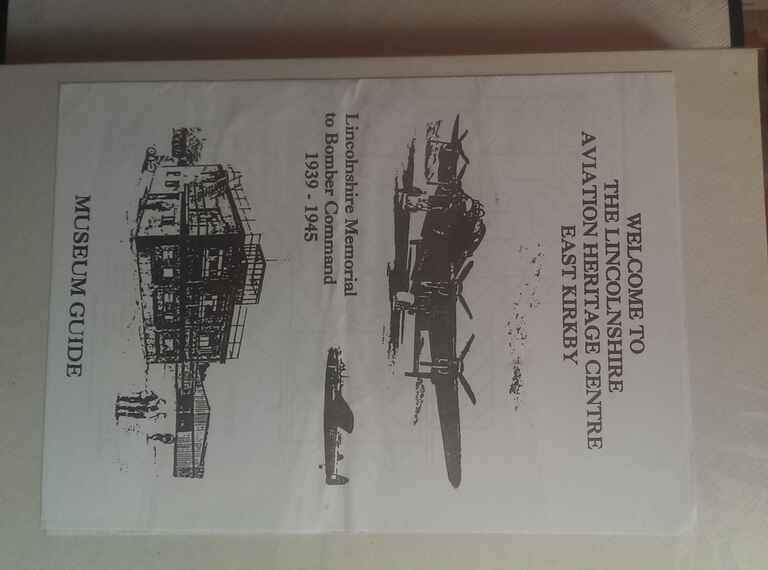 WELCOME TO
THE LINCOLNSHIRE
AVIATION HERITAGE CENTRE
EAST KIRKBY
Lincolnshire Memorial
to Bomber Command
1939 - 1945
MUSEUM GUIDE